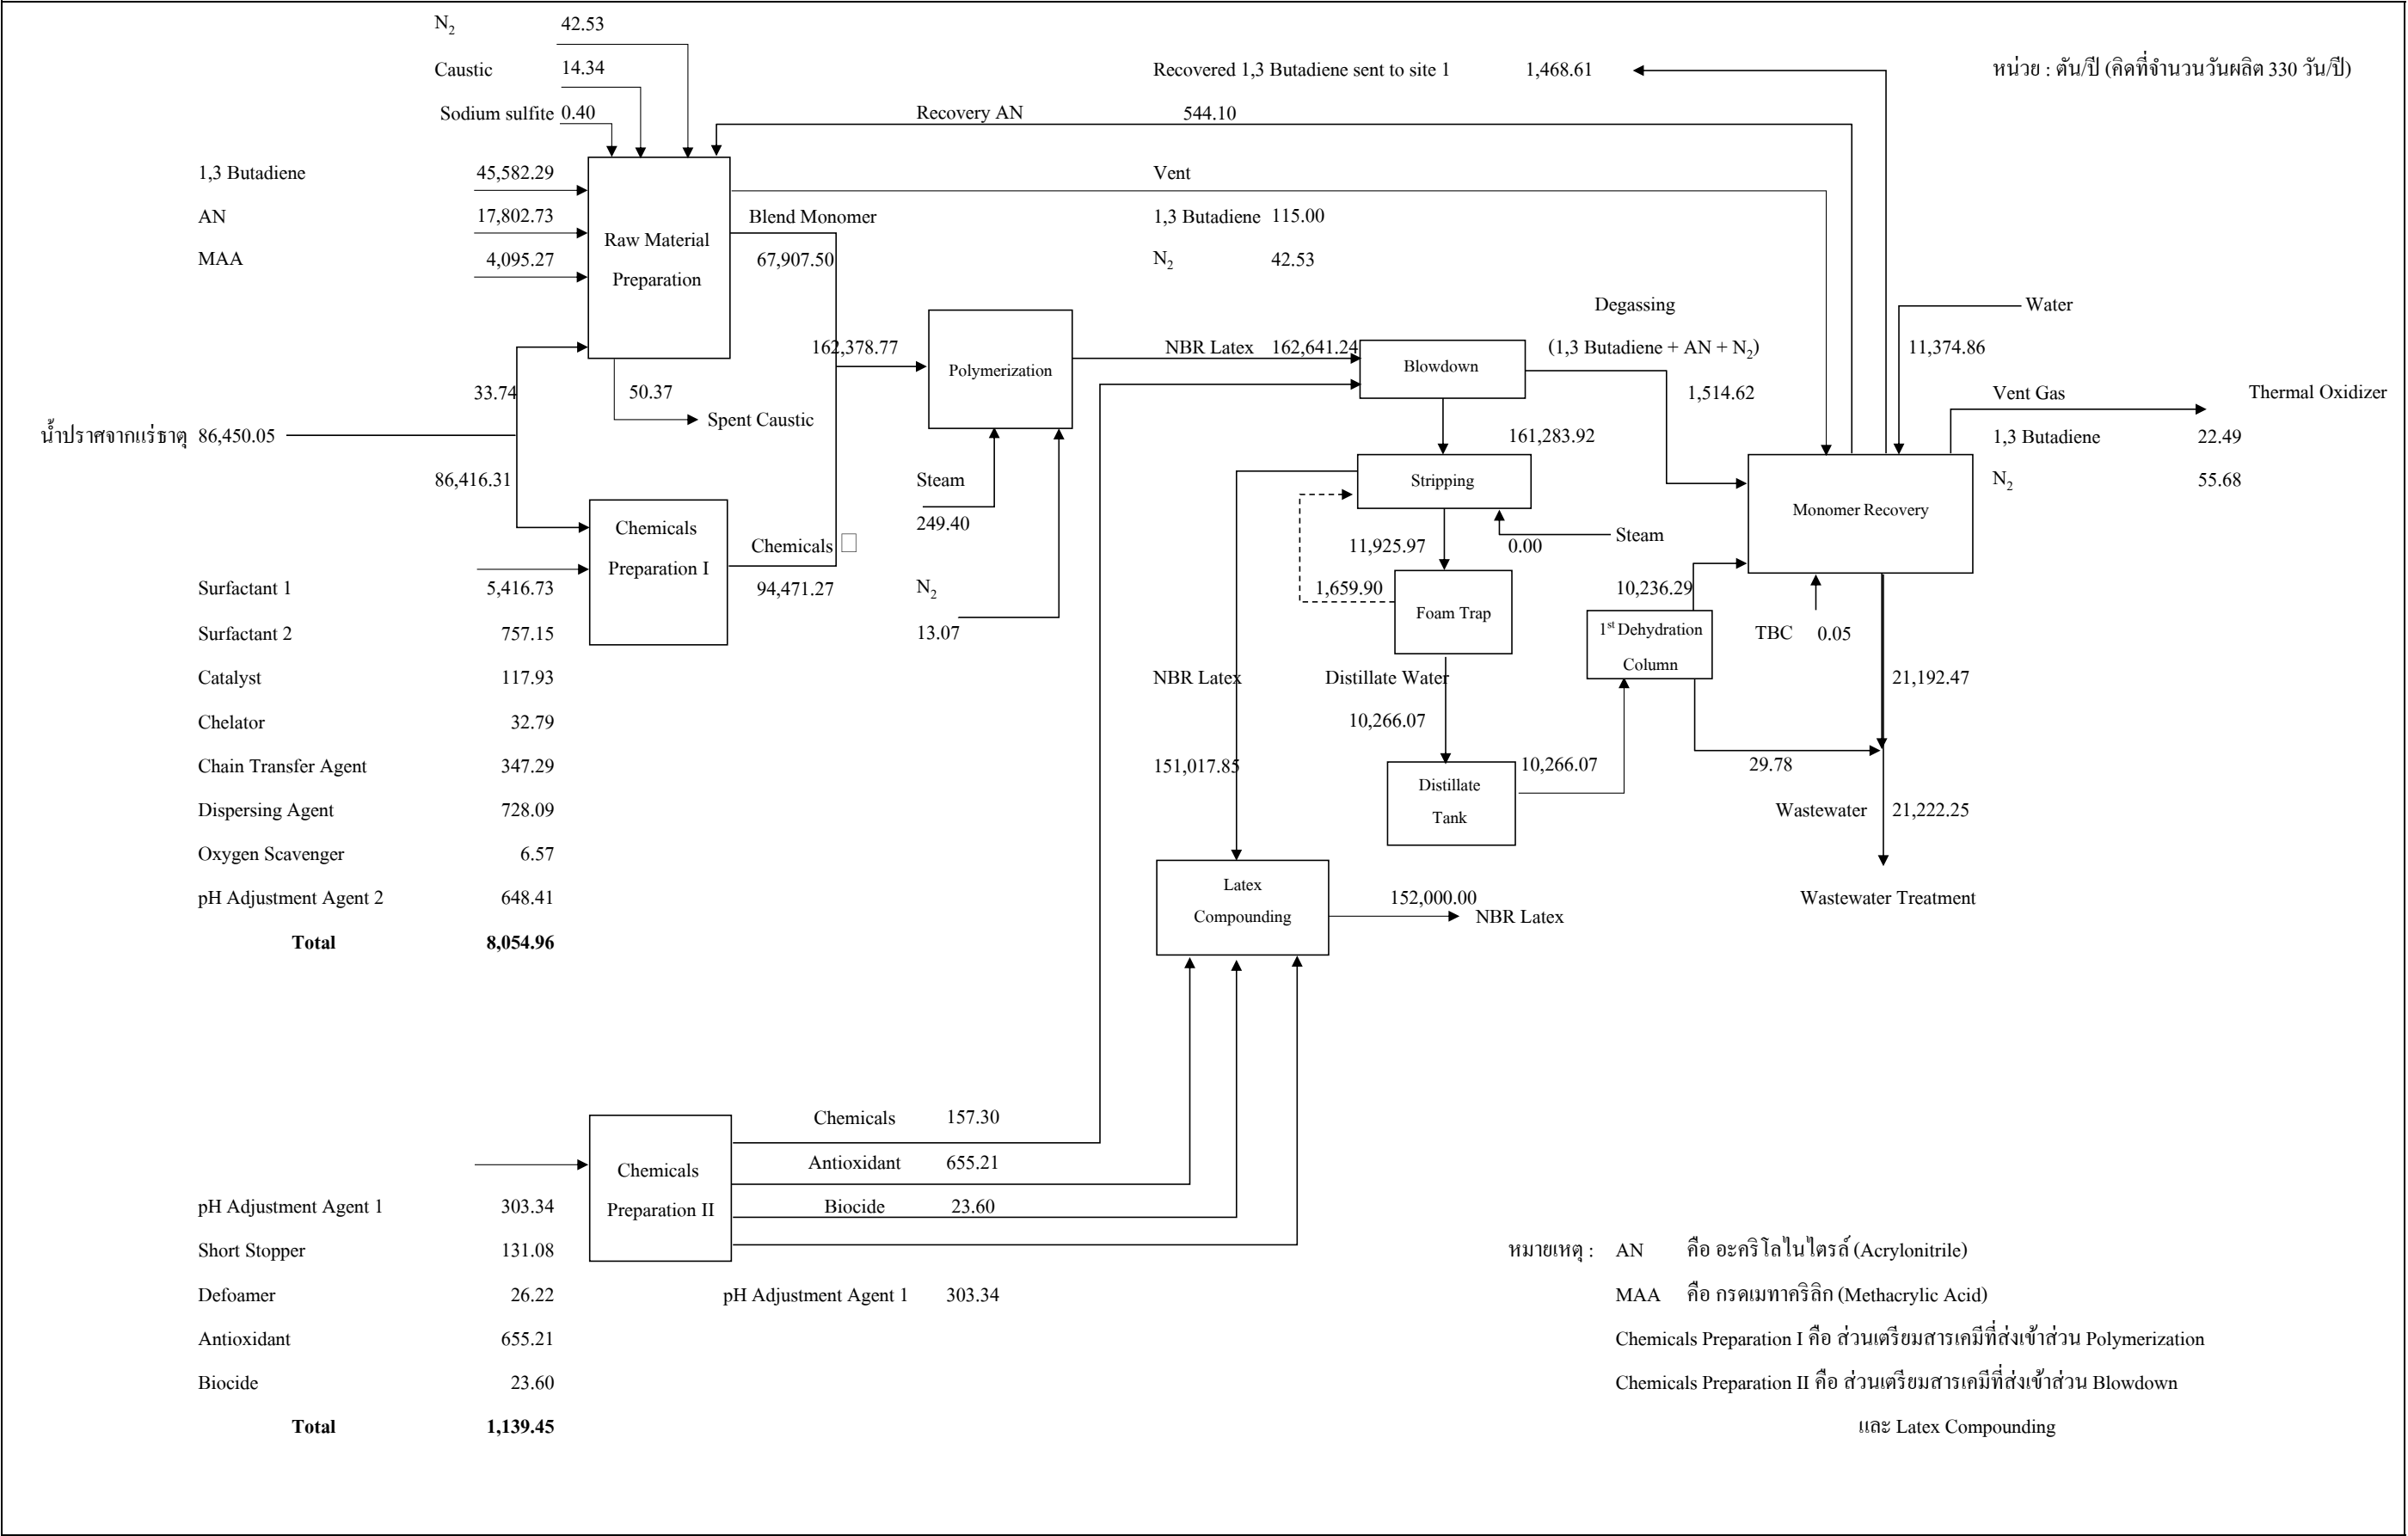 N2 42.53
Caustic 14.34 Recovered 1,3 Butadiene sent to site 1 1,468.61 หน่วย : ตัน/ปี (คิดที่จำนวนวันผลิต 330 วัน/ปี)
Sodium sulfite 0.40 Recovery AN 544.10
1,3 Butadiene 45,582.29 Vent
AN 17,802.73 Blend Monomer 1,3 Butadiene 115.00
Raw Material
MAA 4,095.27 67,907.50 N2 42.53
Preparation
Degassing Water
162,378.77 NBR Latex 162,641.24 (1,3 Butadiene + AN + N2) 11,374.86
Polymerization Blowdown
33.74 50.37 1,514.62 Vent Gas Thermal Oxidizer
Spent Caustic
น้ำปราศจากแร่ธาตุ 86,450.05 161,283.92 1,3 Butadiene 22.49
86,416.31 Steam Stripping N2 55.68
Monomer Recovery
249.40
Chemicals Steam
Chemicals 11,925.97 0.00
Preparation I
Surfactant 1 5,416.73 94,471.27 N2 1,659.90 10,236.29
Foam Trap
Surfactant 2 757.15 13.07 1st Dehydration TBC 0.05
Column
Catalyst 117.93 NBR Latex Distillate Water 21,192.47
Chelator 32.79 10,266.07
Chain Transfer Agent 347.29 151,017.85 10,266.07 29.78
Distillate
Dispersing Agent 728.09 Wastewater 21,222.25
Tank
Oxygen Scavenger 6.57
Latex
pH Adjustment Agent 2 648.41 152,000.00 Wastewater Treatment
Compounding NBR Latex
Total 8,054.96
Chemicals 157.30
Antioxidant 655.21
Chemicals
pH Adjustment Agent 1 303.34 Preparation II Biocide 23.60
Short Stopper 131.08 หมายเหตุ : AN คือ อะคริโลไนไตรล์ (Acrylonitrile)
Defoamer 26.22 pH Adjustment Agent 1 303.34 MAA คือ กรดเมทาคริลิก (Methacrylic Acid)
Antioxidant 655.21 Chemicals Preparation I คือ ส่วนเตรียมสารเคมีที่ส่งเข้าส่วน Polymerization
Biocide 23.60 Chemicals Preparation II คือ ส่วนเตรียมสารเคมีที่ส่งเข้าส่วน Blowdown
Total 1,139.45 และ Latex Compounding